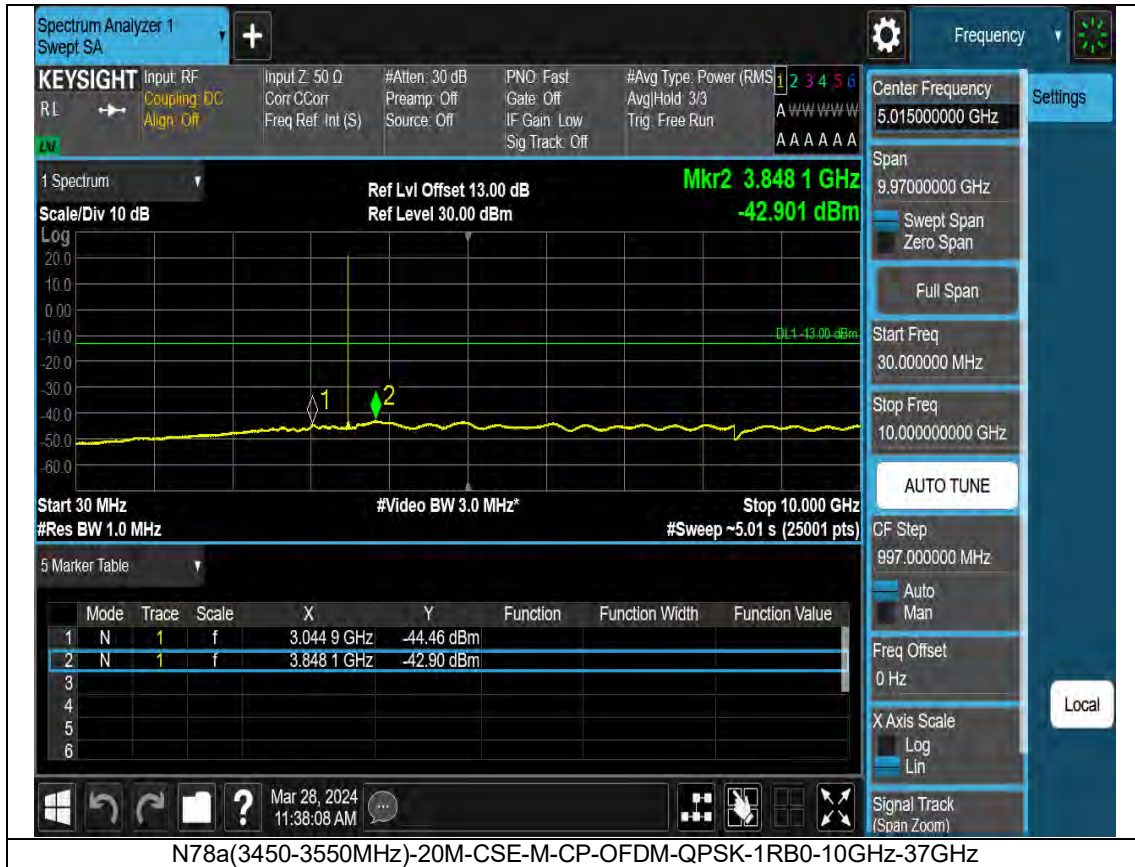 Spectrum Analyzer 1
Swept SA
Frequency
KEYSIGHT Input: RF
Coupling: DC
Align: Off
RL
Input Z: 50 Ω
Corr CCorr
Freq Ref: Int (S)
#Atten: 30 dB
Preamp: Off
Source: Off
PNO: Fast
Gate: Off
IF Gain: Low
Sig Track: Off
#Avg Type: Power (RMS
Avg|Hold: 3/3
Trig: Free Run
1 2 3 4 5 6
A W W W W W
A A A A A A
Center Frequency
5.015000000 GHz
Settings
Span
9.97000000 GHz
Swept Span
Zero Span
Full Span
Start Freq
30.000000 MHz
Stop Freq
10.000000000 GHz
AUTO TUNE
CF Step
997.000000 MHz
Auto
Man
Freq Offset
0 Hz
X Axis Scale
Log
Lin
Signal Track
(Span Zoom)
Local
1 Spectrum
Scale/Div 10 dB
Ref Lvl Offset 13.00 dB
Ref Level 30.00 dBm
Mkr2 3.848 1 GHz
-42.901 dBm
Log
20.0
10.0
0.00
-10.0
-20.0
-30.0
-40.0
-50.0
-60.0
DL1 -13.00 dBm
1
2
Start 30 MHz
#Video BW 3.0 MHz*
Stop 10.000 GHz
#Res BW 1.0 MHz
#Sweep ~5.01 s (25001 pts)
5 Marker Table
Mode Trace Scale X Y Function Function Width Function Value
1 N 1 f 3.044 9 GHz -44.46 dBm
2 N 1 f 3.848 1 GHz -42.90 dBm
3
4
5
6
Mar 28, 2024
11:38:08 AM
N78a(3450-3550MHz)-20M-CSE-M-CP-OFDM-QPSK-1RB0-10GHz-37GHz